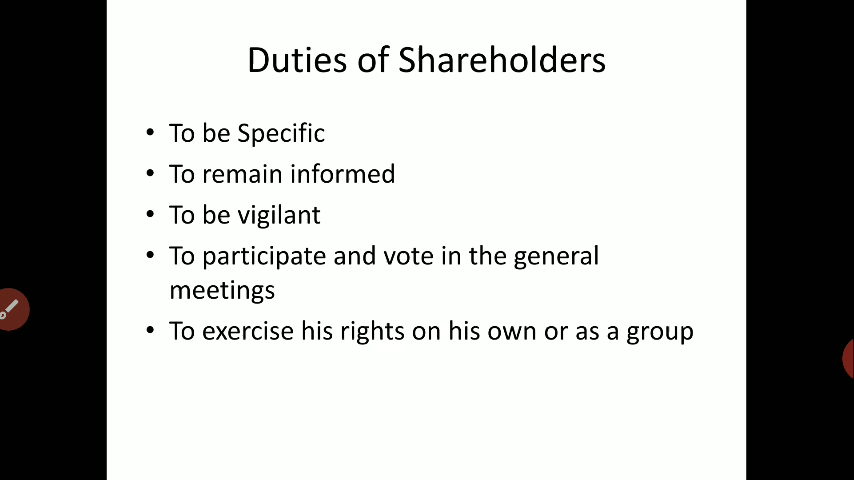 Duties of Shareholders
• To be Specific
• To remain informed
• To be vigilant
• To participate and vote in the general
meetings
• To exercise his rights on his own or as a group